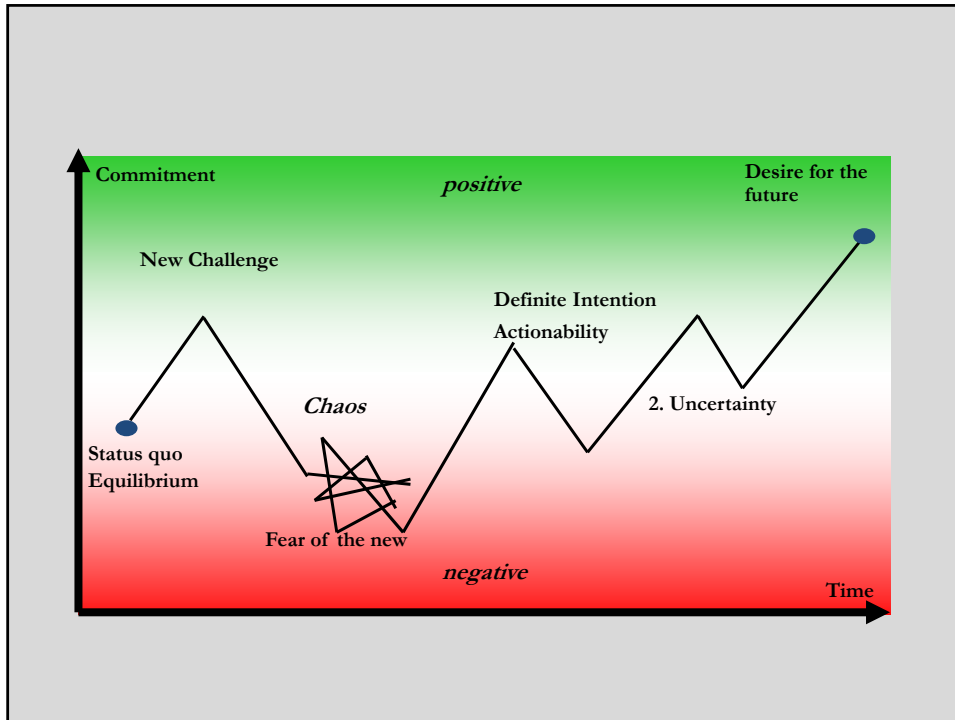 Commitment
positive
Desire for the
future
New Challenge
Definite Intention
Actionability
Chaos
2. Uncertainty
Status quo
Equilibrium
Fear of the new
negative
Time